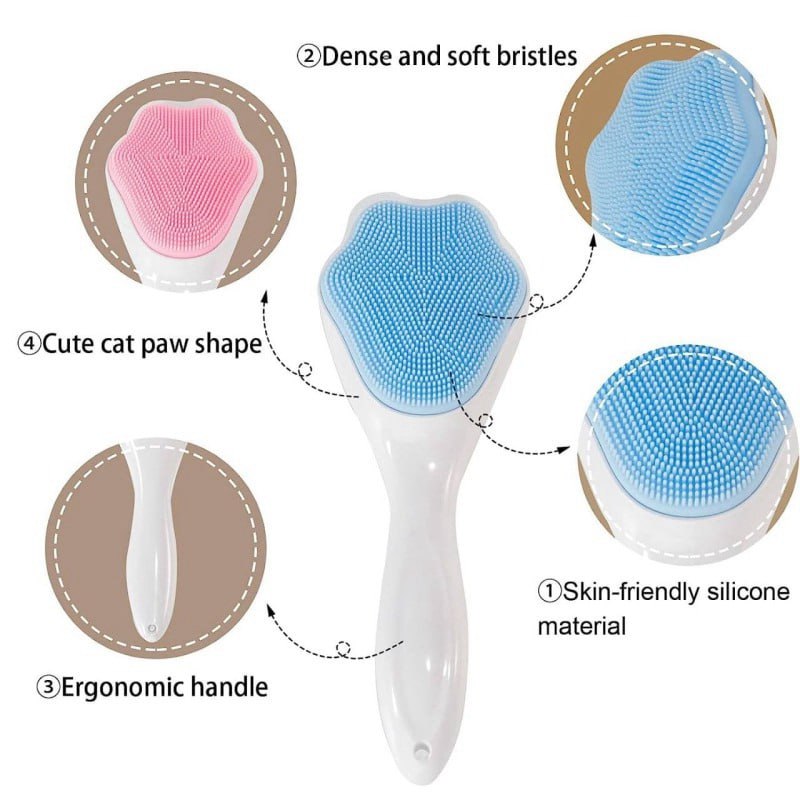 ②Dense and soft bristles
④Cute cat paw shape
①Skin-friendly silicone
material
③Ergonomic handle